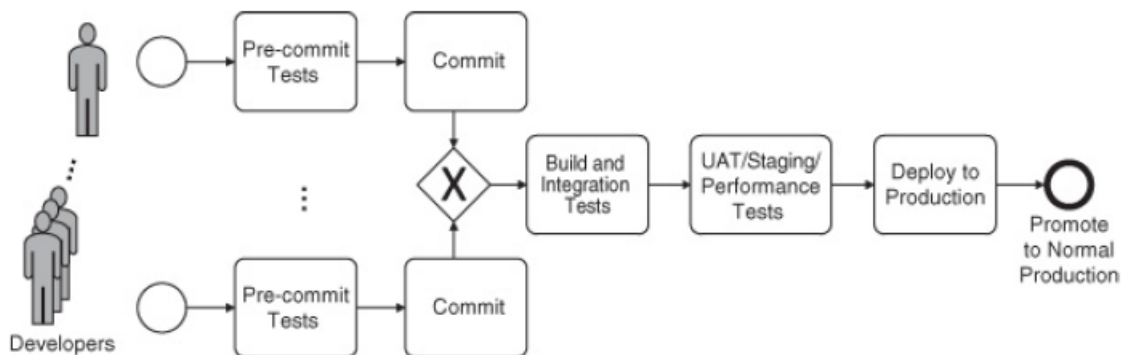 Pre-commit
Tests
Commit
X
Build and
Integration
Tests
UAT/Staging/
Performance
Tests
Deploy to
Production
Promote
to Normal
Production
Pre-commit
Tests
Commit
Developers